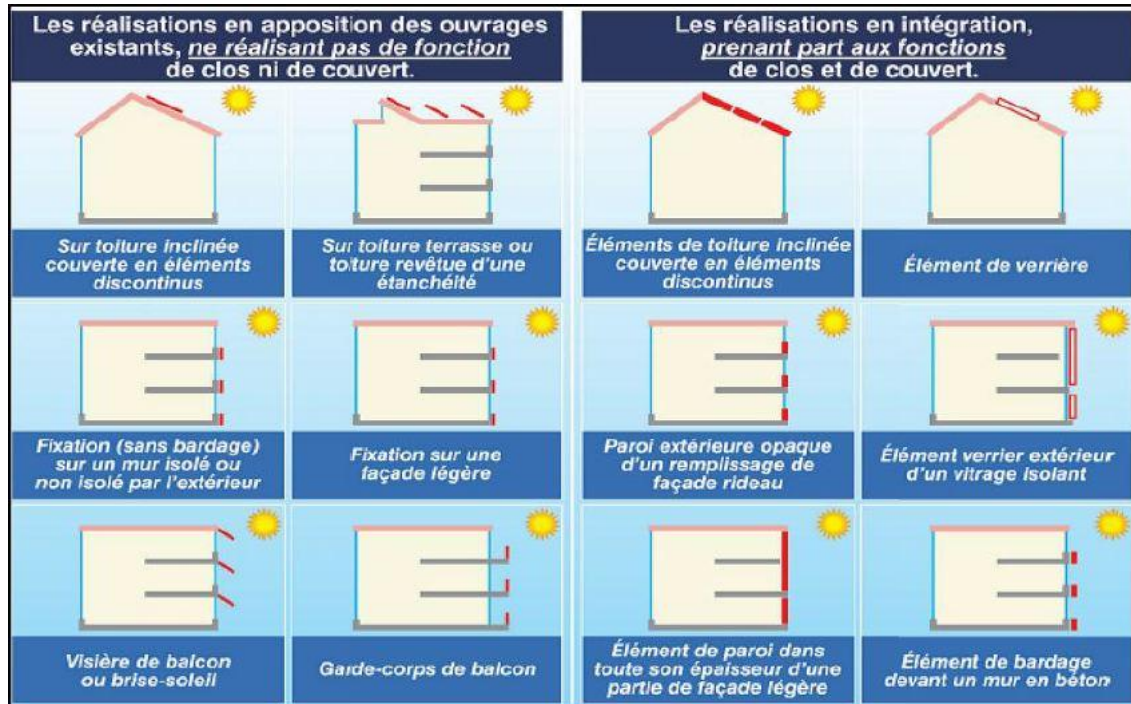 Les réalisations en apposition des ouvrages
existants, ne réalisant pas de fonction
de clos ni de couvert.
Les réalisations en intégration,
prenant part aux fonctions
de clos et de couvert.
Sur toiture inclinée
couverte en éléments
discontinus
Sur toiture terrasse ou
toiture revêtue d'une
étanchéité
Éléments de toiture inclinée
couverte en éléments
discontinus
Élément de verrière
Fixation (sans bardage)
sur un mur isolé ou
non isolé par l'extérieur
Fixation sur une
façade légère
Paroi extérieure opaque
d'un remplissage de
façade rideau
Élément verrier extérieur
d'un vitrage isolant
Visière de balcon
ou brise-soleil
Garde-corps de balcon
Élément de paroi dans
toute son épaisseur d'une
partie de façade légère
Élément de bardage
devant un mur en béton